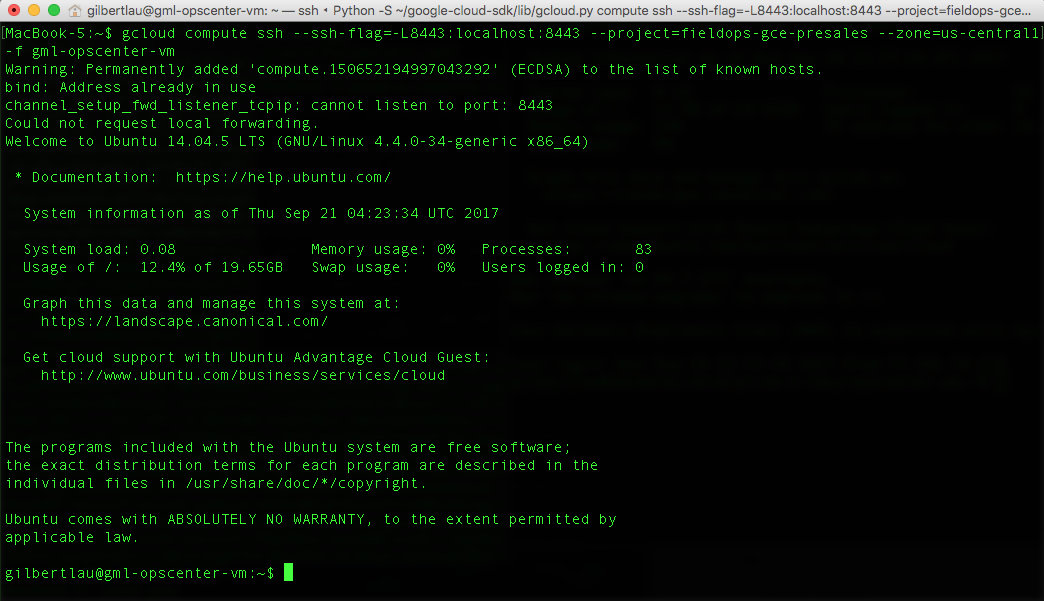 gilbertlau@gml-opscenter-vm: ~ — ssh ◂ Python -S ~/google-cloud-sdk/lib/gcloud.py compute ssh --ssh-flag=-L8443:localhost:8443 --project=fieldops-gce...
[MacBook-5:~$ gcloud compute ssh --ssh-flag=-L8443:localhost:8443 --project=fieldops-gce-presales --zone=us-central1]
-f gml-opscenter-vm
Warning: Permanently added 'compute.150652194997043292' (ECDSA) to the list of known hosts.
bind: Address already in use
channel_setup_fwd_listener_tcpip: cannot listen to port: 8443
Could not request local forwarding.
Welcome to Ubuntu 14.04.5 LTS (GNU/Linux 4.4.0-34-generic x86_64)
* Documentation:  https://help.ubuntu.com/
System information as of Thu Sep 21 04:23:34 UTC 2017
System load: 0.08 Memory usage: 0% Processes: 83
Usage of /: 12.4% of 19.65GB Swap usage: 0% Users logged in: 0
Graph this data and manage this system at:
https://landscape.canonical.com/
Get cloud support with Ubuntu Advantage Cloud Guest:
http://www.ubuntu.com/business/services/cloud
The programs included with the Ubuntu system are free software;
the exact distribution terms for each program are described in the
individual files in /usr/share/doc/*/copyright.
Ubuntu comes with ABSOLUTELY NO WARRANTY, to the extent permitted by
applicable law.
gilbertlau@gml-opscenter-vm:~$